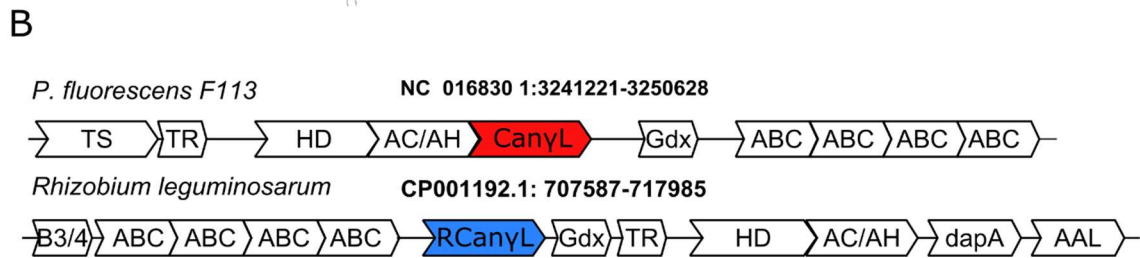 B
P. fluorescens F113 NC 016830 1:3241221-3250628
TS TR HD AC/AH CanγL Gdx ABC ABC ABC ABC
Rhizobium leguminosarum CP001192.1: 707587-717985
B3/4 ABC ABC ABC ABC RCanγL Gdx TR HD AC/AH dapA AAL